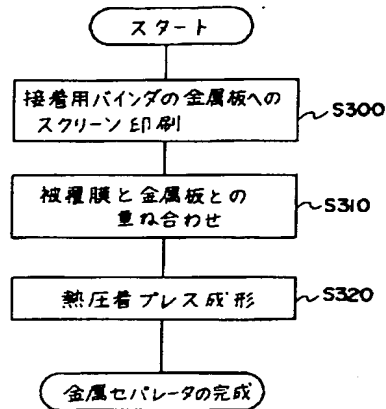 スタート
接着用バインダの金属板への
スクリーン印刷
S300
被覆膜と金属板との
重ね合わせ
S310
熱圧着プレス成形
S320
金属セパレータの完成